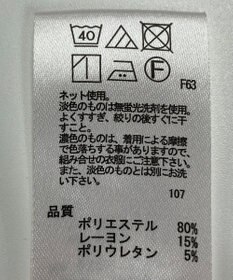 40
F
F63
ネット使用。
淡色のものは無蛍光洗剤を使用。
よくすすぎ、絞りの後すぐに干
すこと。
濃色のものは、着用による摩擦
で色落ちする事がありますので、
組み合せの衣服にご注意下さい。
また、淡色のものとは別にお洗
い下さい。
107
品質
ポリエステル 80%
レーヨン 15%
ポリウレタン 5%